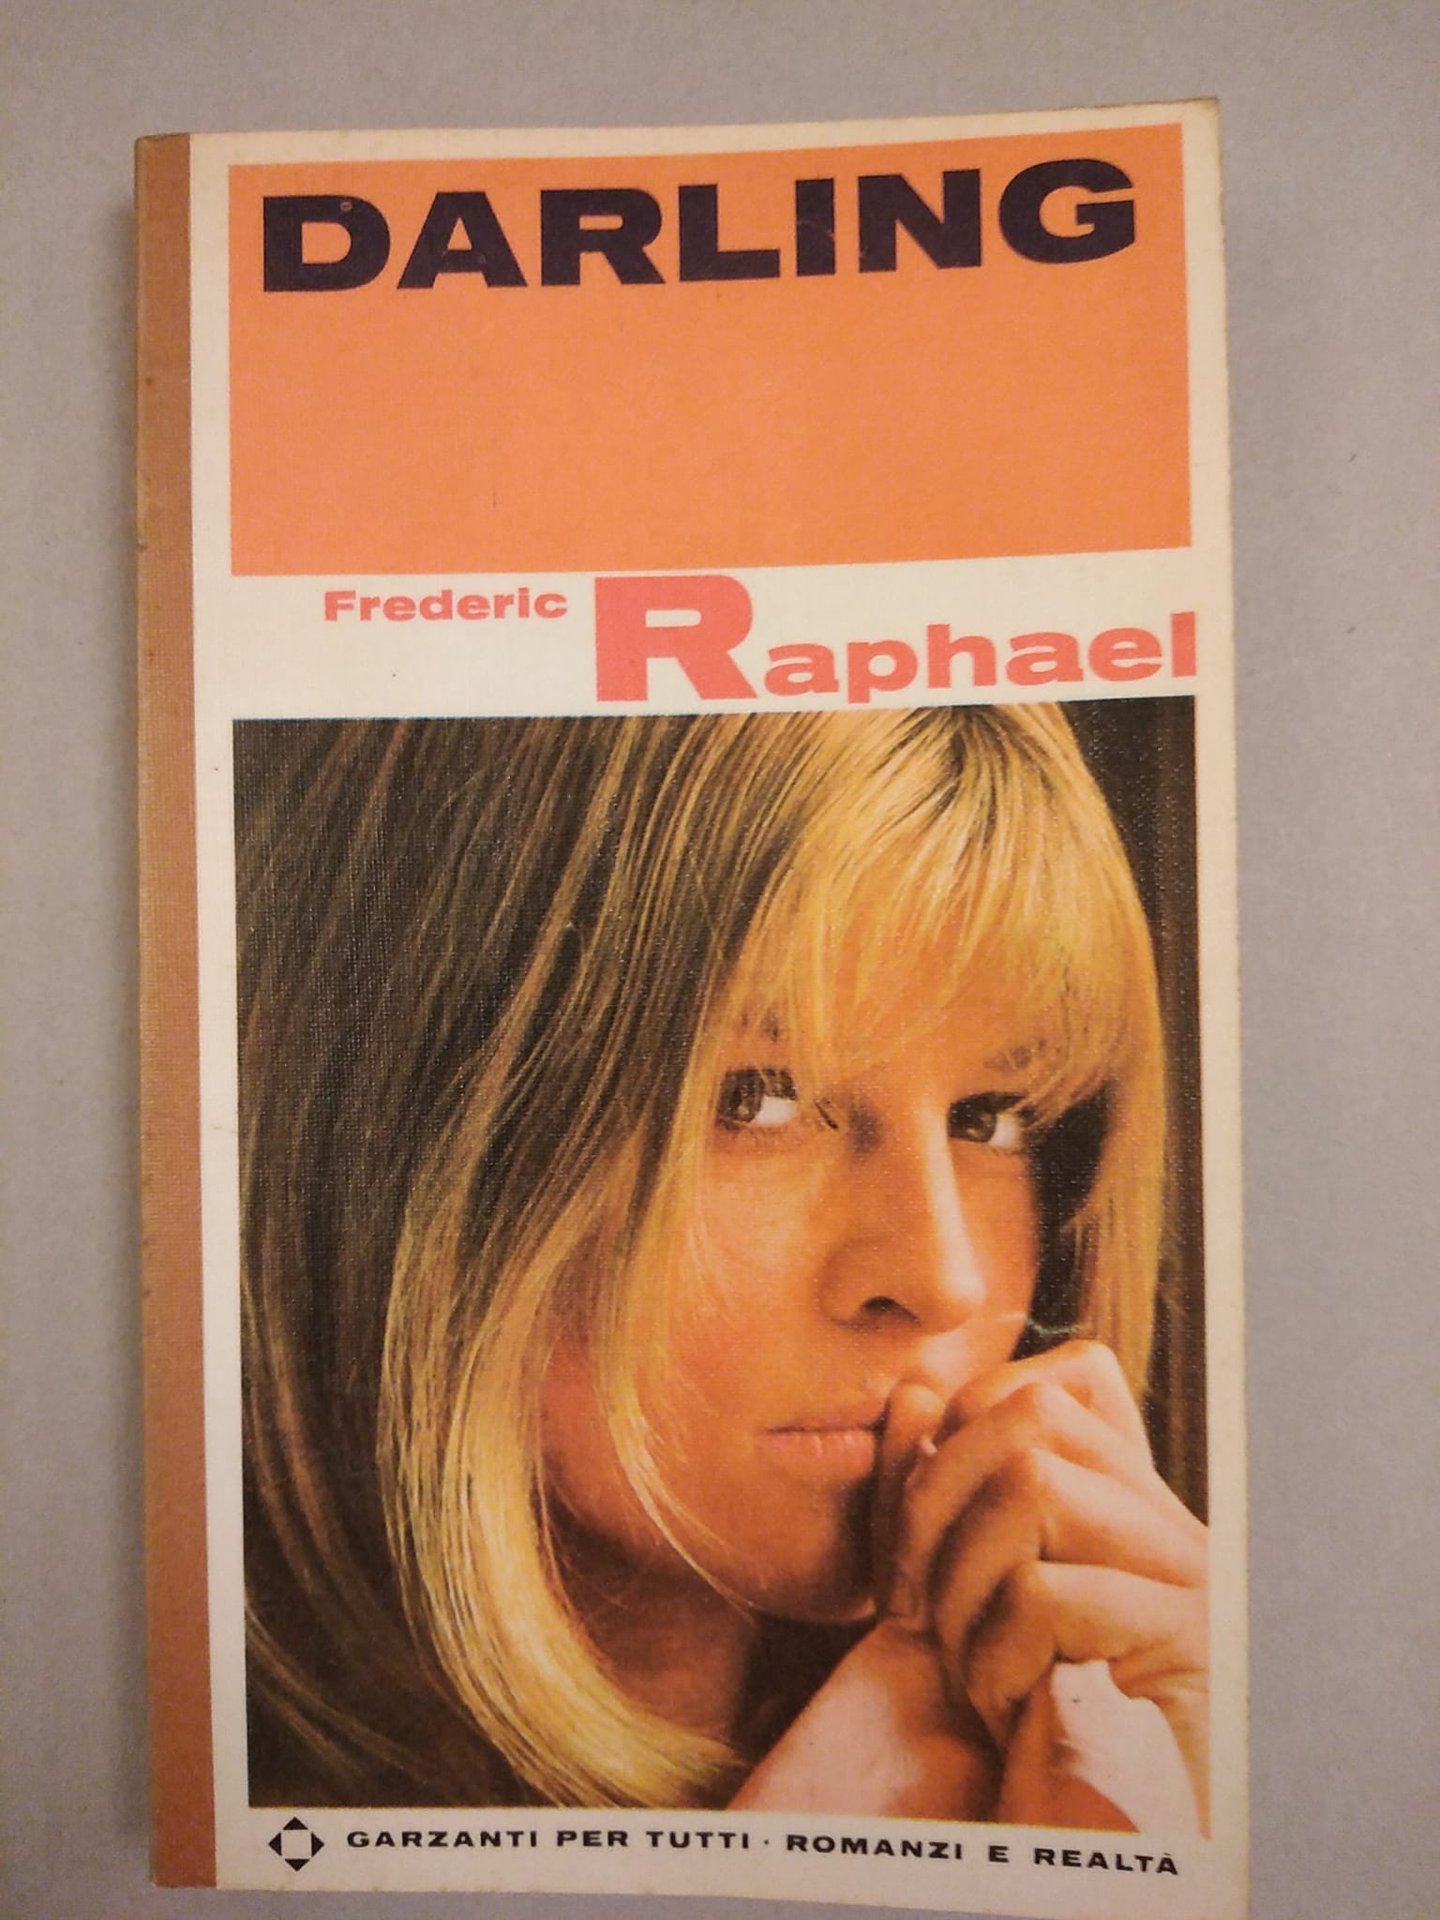 DARLING
Frederic Raphael
GARZANTI PER TUTTI · ROMANZI E REALTÀ